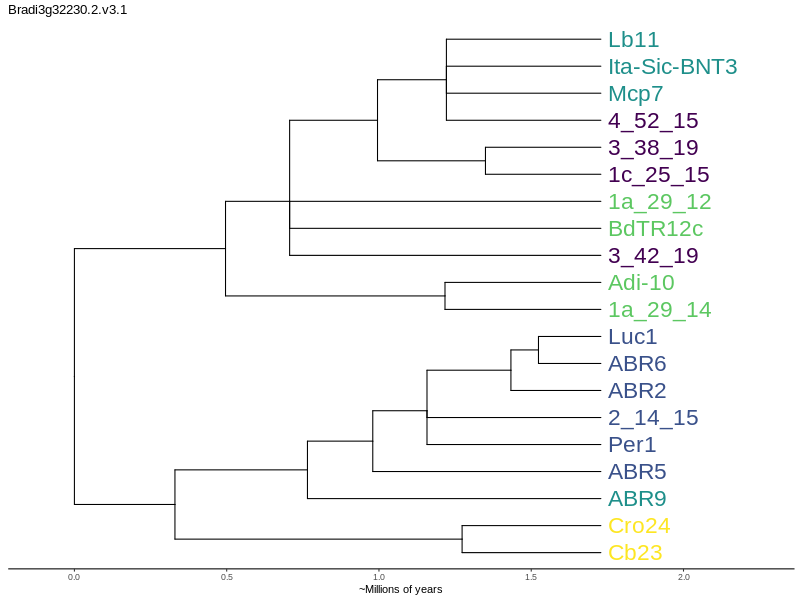 Bradi3g32230.2.v3.1
Lb11
Ita-Sic-BNT3
Mcp7
4_52_15
3_38_19
1c_25_15
1a_29_12
BdTR12c
3_42_19
Adi-10
1a_29_14
Luc1
ABR6
ABR2
2_14_15
Per1
ABR5
ABR9
Cro24
Cb23
0.0 0.5 1.0 1.5 2.0
~Millions of years